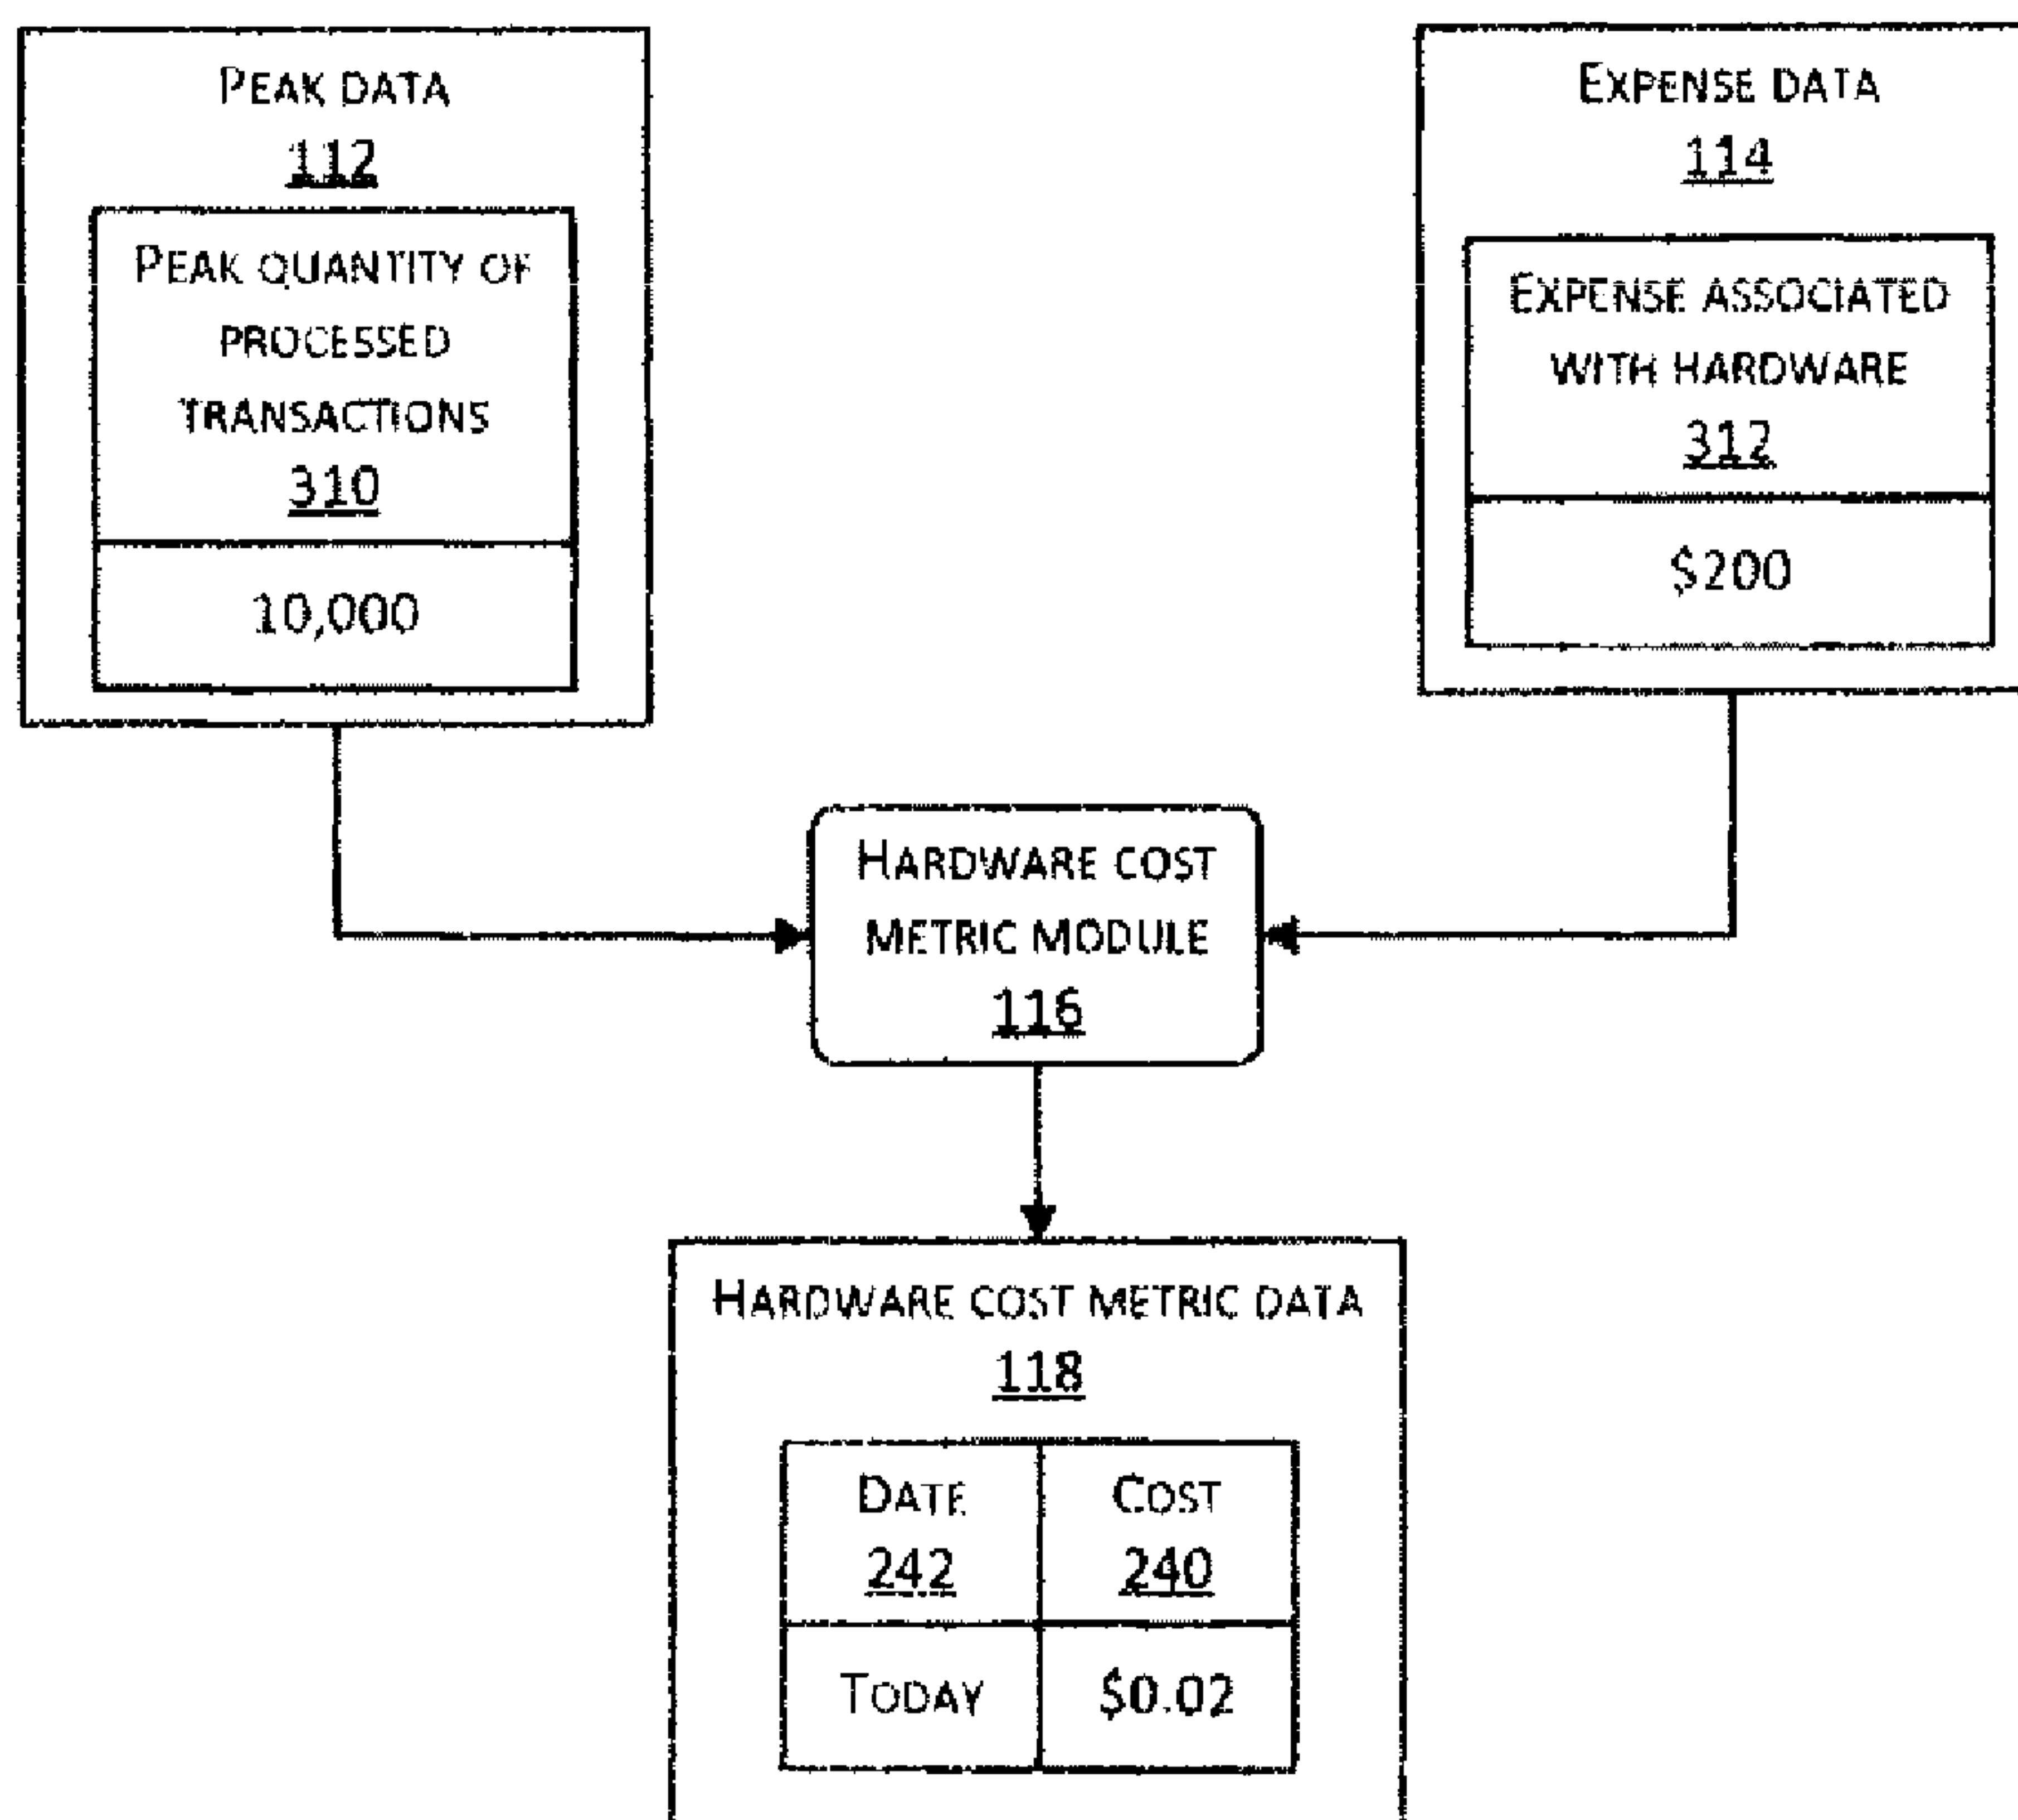 PEAK DATA
112
PEAK QUANTITY OF
PROCESSED
TRANSACTIONS
310
10,000
EXPENSE DATA
114
EXPENSE ASSOCIATED
WITH HARDWARE
312
$200
HARDWARE COST
METRIC MODULE
116
HARDWARE COST METRIC DATA
118
DATE COST
242 240
TODAY $0.02